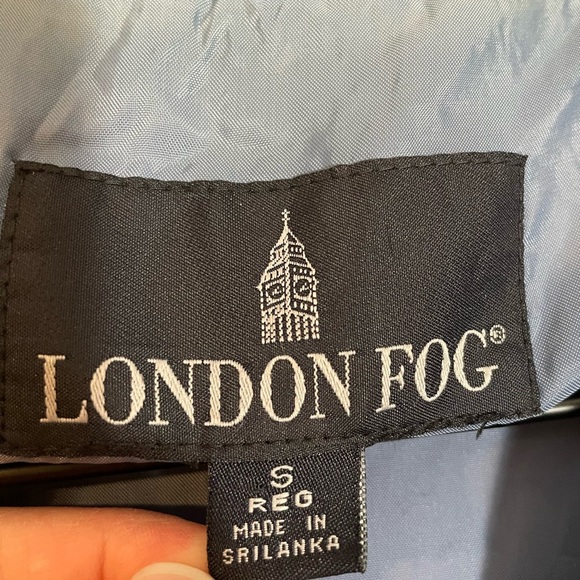 LONDON FOG®
S
REG
MADE IN
SRILANKA